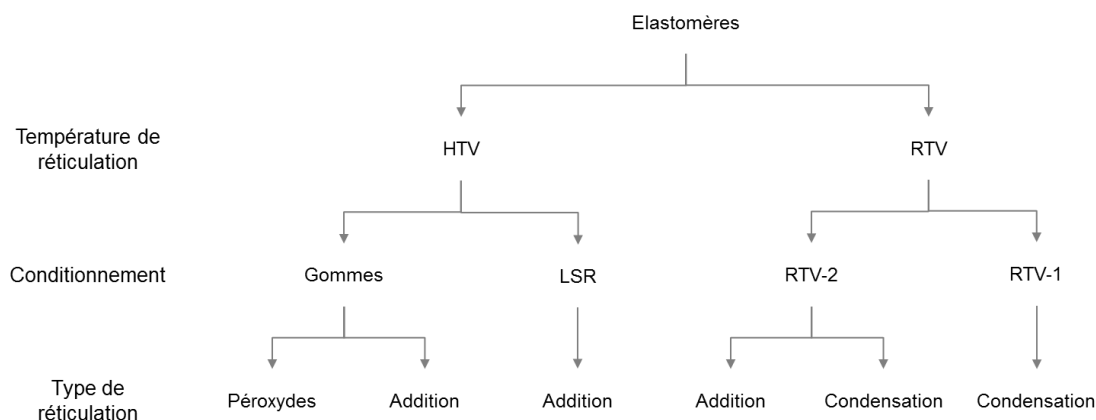 Elastomères
Température de
réticulation
HTV
RTV
Conditionnement
Gommes
LSR
RTV-2
RTV-1
Type de
réticulation
Péroxydes
Addition
Addition
Addition
Condensation
Condensation